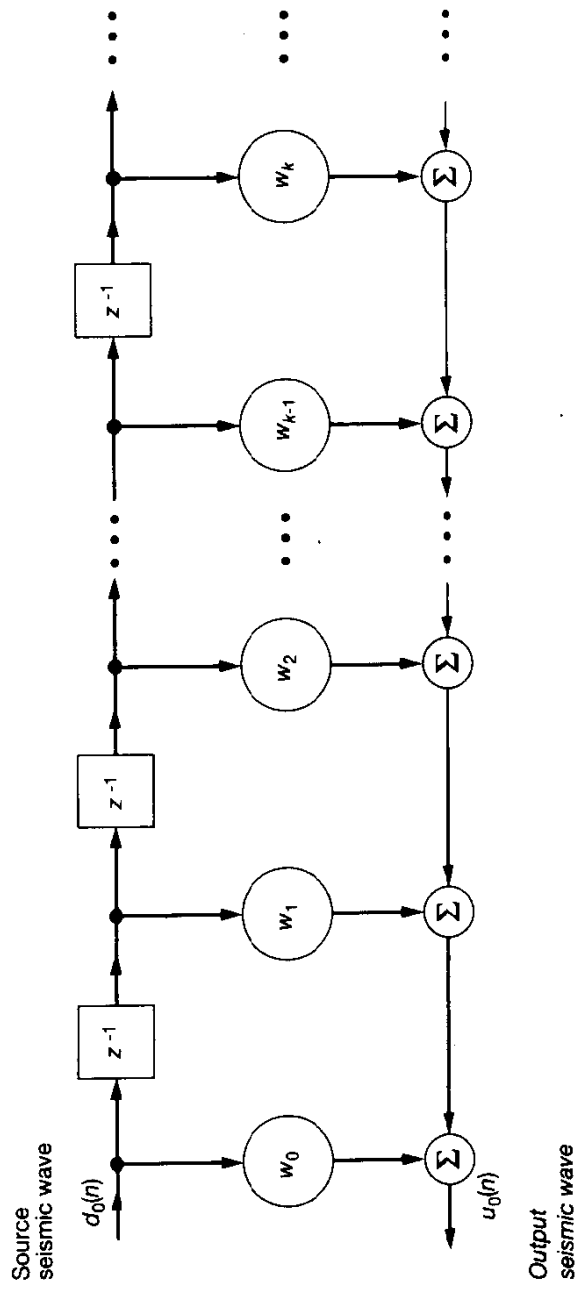 Source
seismic wave
d₀(n)
z⁻¹
z⁻¹
• • •
z⁻¹
• • •
w₀
w₁
w₂
• • •
wₖ₋₁
wₖ
• • •
Σ
Σ
Σ
• • •
Σ
Σ
• • •
u₀(n)
Output
seismic wave